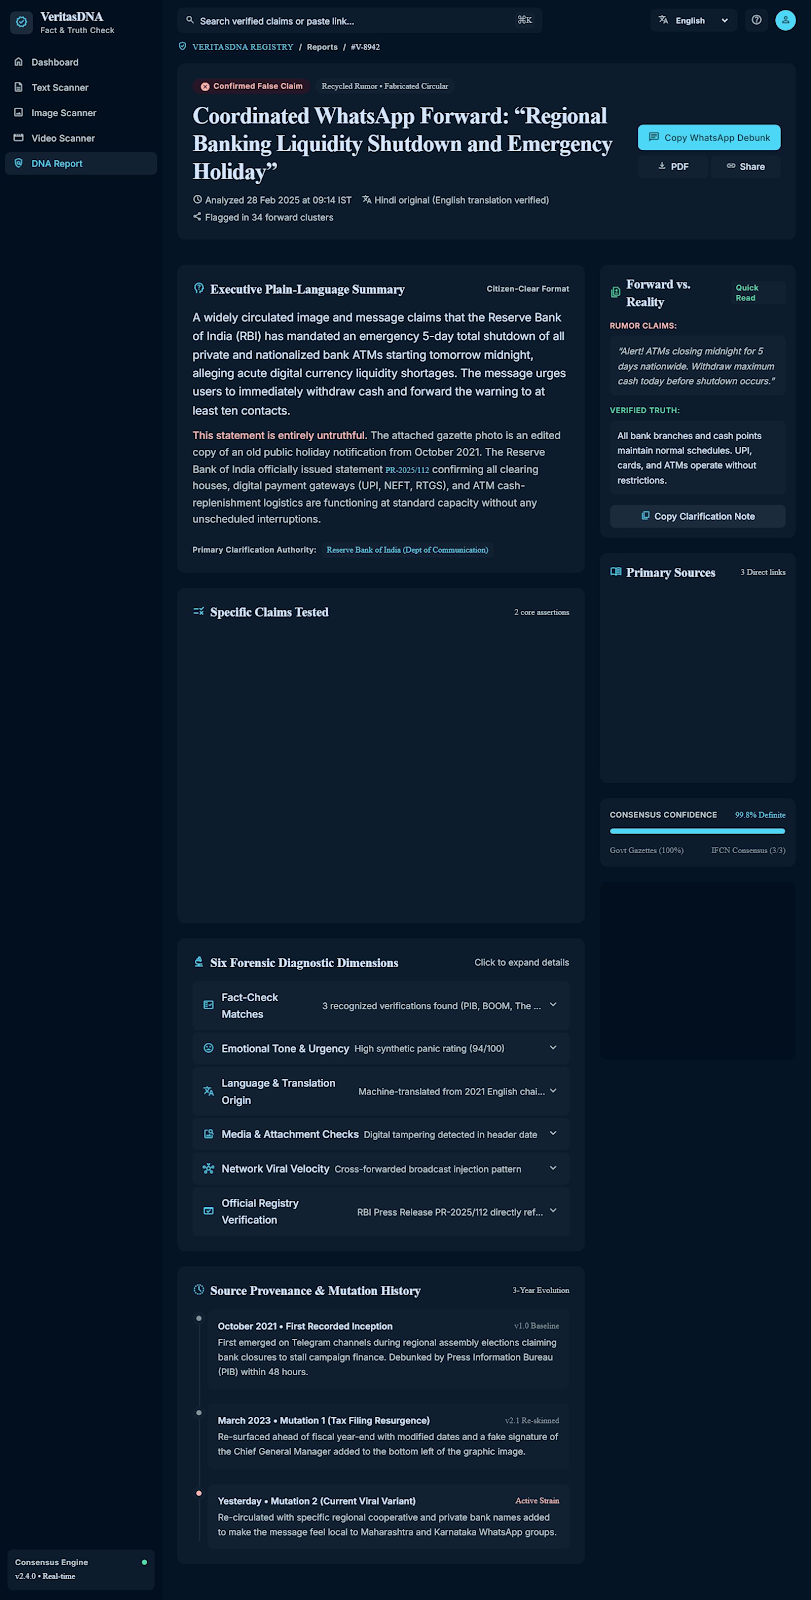 VeritasDNA
Fact & Truth Check
Dashboard
Text Scanner
Image Scanner
Video Scanner
DNA Report
Consensus Engine
v2.4.0 • Real-time
Search verified claims or paste link...
⌘K
English
VERITASDNA REGISTRY / Reports / #V-8942
Confirmed False Claim
Recycled Rumor • Fabricated Circular
Coordinated WhatsApp Forward: “Regional
Banking Liquidity Shutdown and Emergency
Holiday”
Analyzed 28 Feb 2025 at 09:14 IST
Hindi original (English translation verified)
Flagged in 34 forward clusters
Copy WhatsApp Debunk
PDF
Share
Executive Plain-Language Summary
Citizen-Clear Format
A widely circulated image and message claims that the Reserve Bank
of India (RBI) has mandated an emergency 5-day total shutdown of all
private and nationalized bank ATMs starting tomorrow midnight,
alleging acute digital currency liquidity shortages. The message urges
users to immediately withdraw cash and forward the warning to at
least ten contacts.
This statement is entirely untruthful. The attached gazette photo is an edited
copy of an old public holiday notification from October 2021. The Reserve
Bank of India officially issued statement PR-2025/112 confirming all clearing
houses, digital payment gateways (UPI, NEFT, RTGS), and ATM cash-
replenishment logistics are functioning at standard capacity without any
unscheduled interruptions.
Primary Clarification Authority: Reserve Bank of India (Dept of Communication)
Specific Claims Tested
2 core assertions
Six Forensic Diagnostic Dimensions
Click to expand details
Fact-Check
Matches
3 recognized verifications found (PIB, BOOM, The ...
Emotional Tone & Urgency High synthetic panic rating (94/100)
Language & Translation
Origin
Machine-translated from 2021 English chai...
Media & Attachment Checks Digital tampering detected in header date
Network Viral Velocity Cross-forwarded broadcast injection pattern
Official Registry
Verification
RBI Press Release PR-2025/112 directly ref...
Source Provenance & Mutation History
3-Year Evolution
October 2021 • First Recorded Inception
v1.0 Baseline
First emerged on Telegram channels during regional assembly elections claiming
bank closures to stall campaign finance. Debunked by Press Information Bureau
(PIB) within 48 hours.
March 2023 • Mutation 1 (Tax Filing Resurgence)
v2.1 Re-skinned
Re-surfaced ahead of fiscal year-end with modified dates and a fake signature of
the Chief General Manager added to the bottom left of the graphic image.
Yesterday • Mutation 2 (Current Viral Variant)
Active Strain
Re-circulated with specific regional cooperative and private bank names added
to make the message feel local to Maharashtra and Karnataka WhatsApp groups.
Forward vs.
Reality
Quick
Read
RUMOR CLAIMS:
"Alert! ATMs closing midnight for 5
days nationwide. Withdraw maximum
cash today before shutdown occurs."
VERIFIED TRUTH:
All bank branches and cash points
maintain normal schedules. UPI,
cards, and ATMs operate without
restrictions.
Copy Clarification Note
Primary Sources
3 Direct links
CONSENSUS CONFIDENCE
99.8% Definite
Govt Gazettes (100%)
IFCN Consensus (3/3)